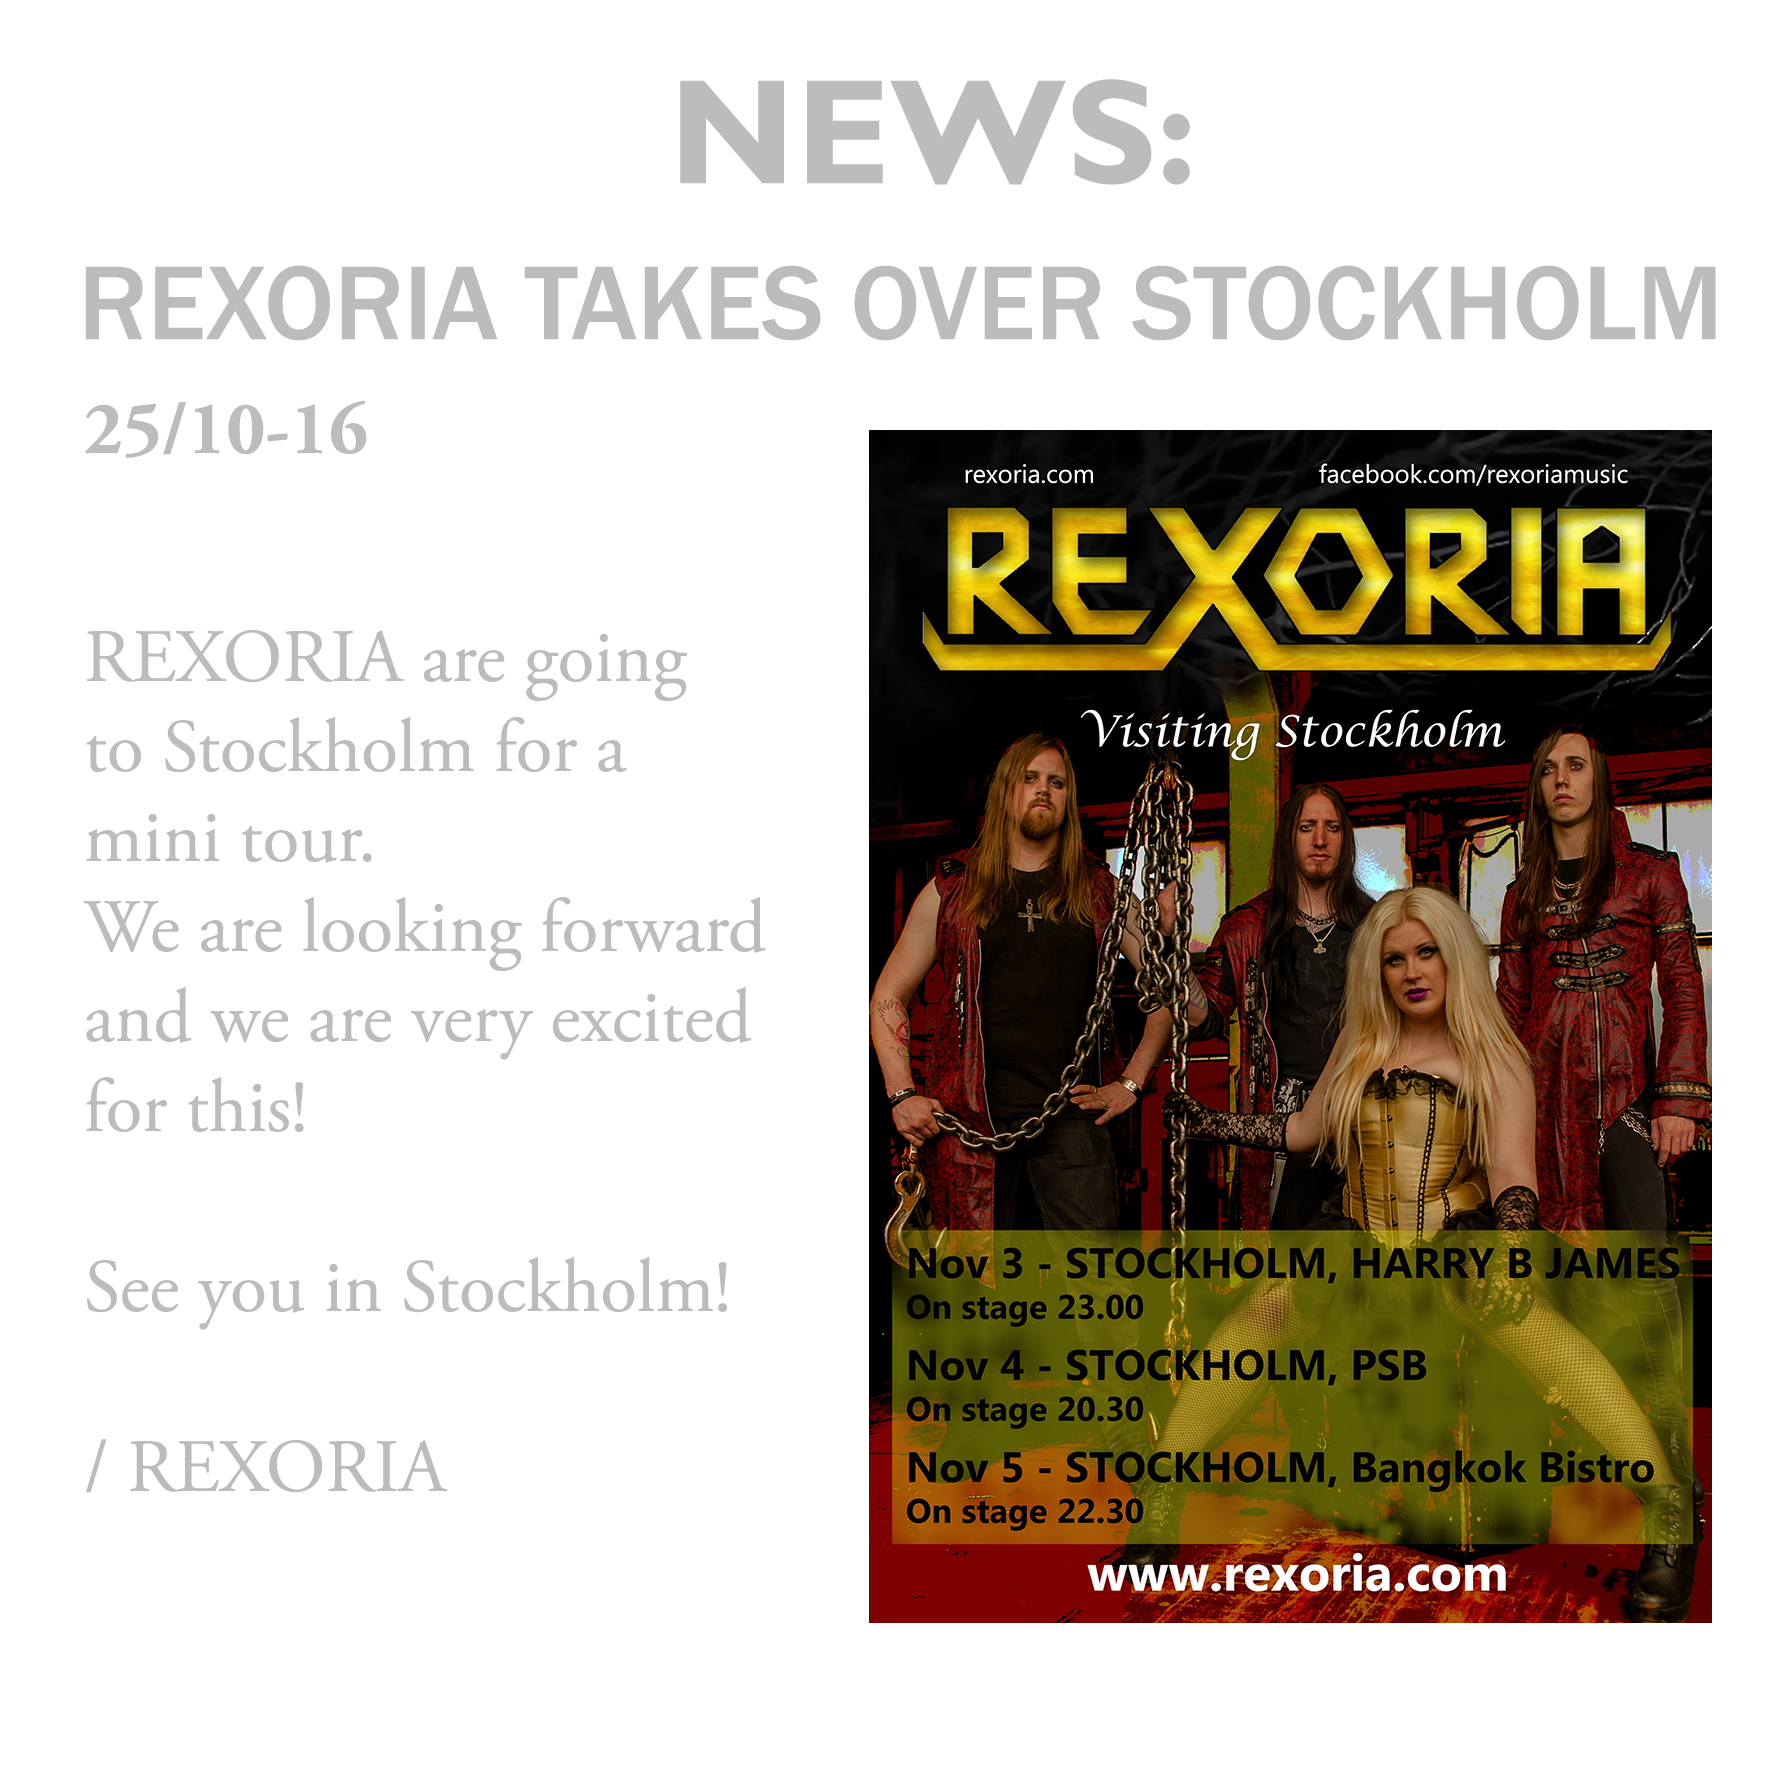 NEWS:
REXORIA TAKES OVER STOCKHOLM
25/10-16
REXORIA are going
to Stockholm for a
mini tour.
We are looking forward
and we are very excited
for this!
See you in Stockholm!
/ REXORIA
rexoria.com facebook.com/rexoriamusic
REXORIA
Visiting Stockholm
Nov 3 - STOCKHOLM, HARRY B JAMES
On stage 23.00
Nov 4 - STOCKHOLM, PSB
On stage 20.30
Nov 5 - STOCKHOLM, Bangkok Bistro
On stage 22.30
www.rexoria.com